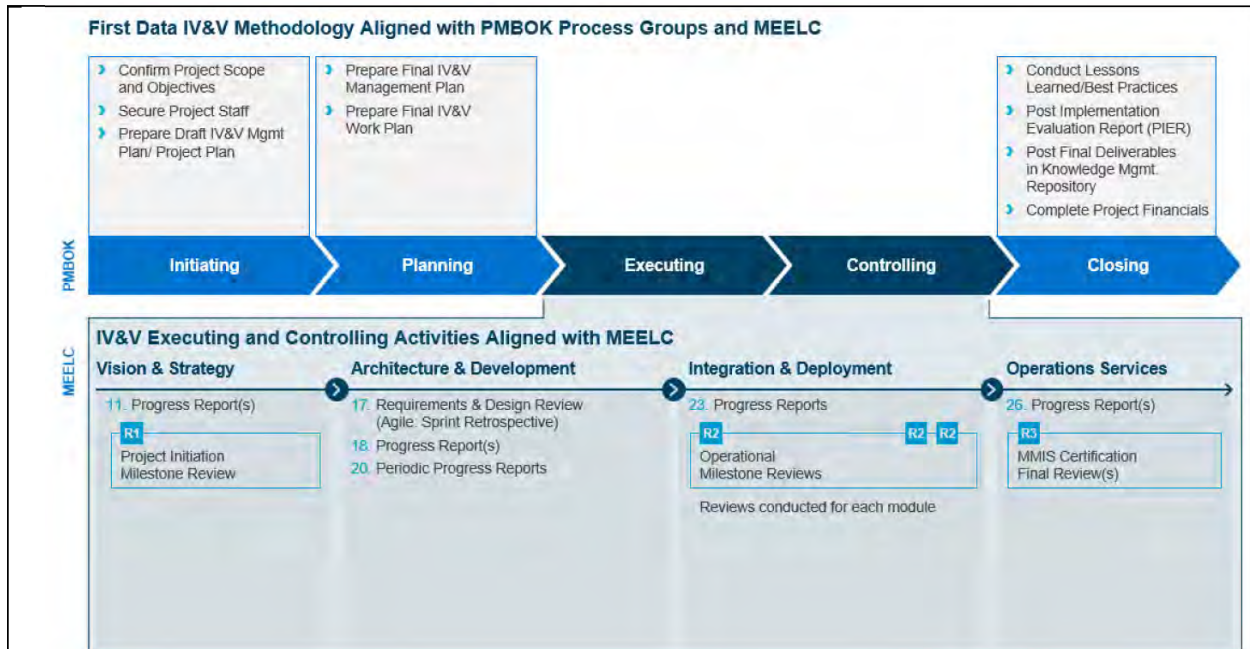 First Data IV&V Methodology Aligned with PMBOK Process Groups and MEELC
Confirm Project Scope
and Objectives
Secure Project Staff
Prepare Draft IV&V Mgmt
Plan/ Project Plan
Prepare Final IV&V
Management Plan
Prepare Final IV&V
Work Plan
Conduct Lessons
Learned/Best Practices
Post Implementation
Evaluation Report (PIER)
Post Final Deliverables
in Knowledge Mgmt.
Repository
Complete Project Financials
PMBOK
Initiating
Planning
Executing
Controlling
Closing
MEELC
IV&V Executing and Controlling Activities Aligned with MEELC
Vision & Strategy
11. Progress Report(s)
R1
Project Initiation
Milestone Review
Architecture & Development
17. Requirements & Design Review
(Agile: Sprint Retrospective)
18. Progress Report(s)
20. Periodic Progress Reports
Integration & Deployment
23. Progress Reports
R2 R2 R2
Operational
Milestone Reviews
Reviews conducted for each module
Operations Services
26. Progress Report(s)
R3
MMIS Certification
Final Review(s)